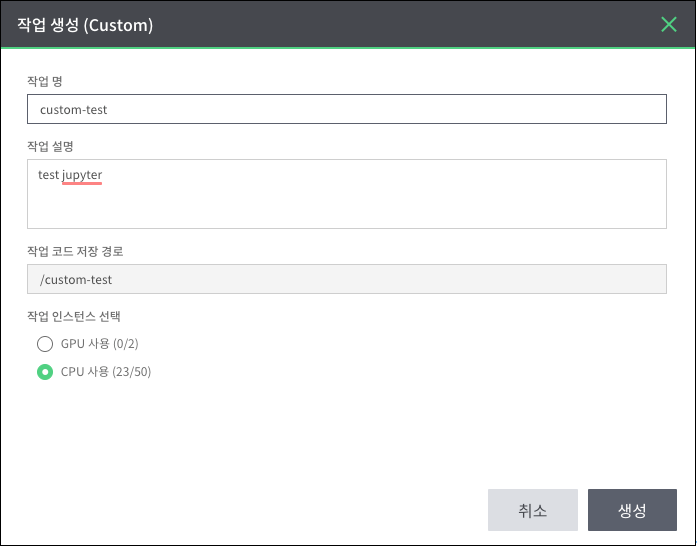 작업 생성 (Custom)
작업 명
custom-test
작업 설명
test jupyter
작업 코드 저장 경로
/custom-test
작업 인스턴스 선택
GPU 사용 (0/2)
CPU 사용 (23/50)
취소
생성